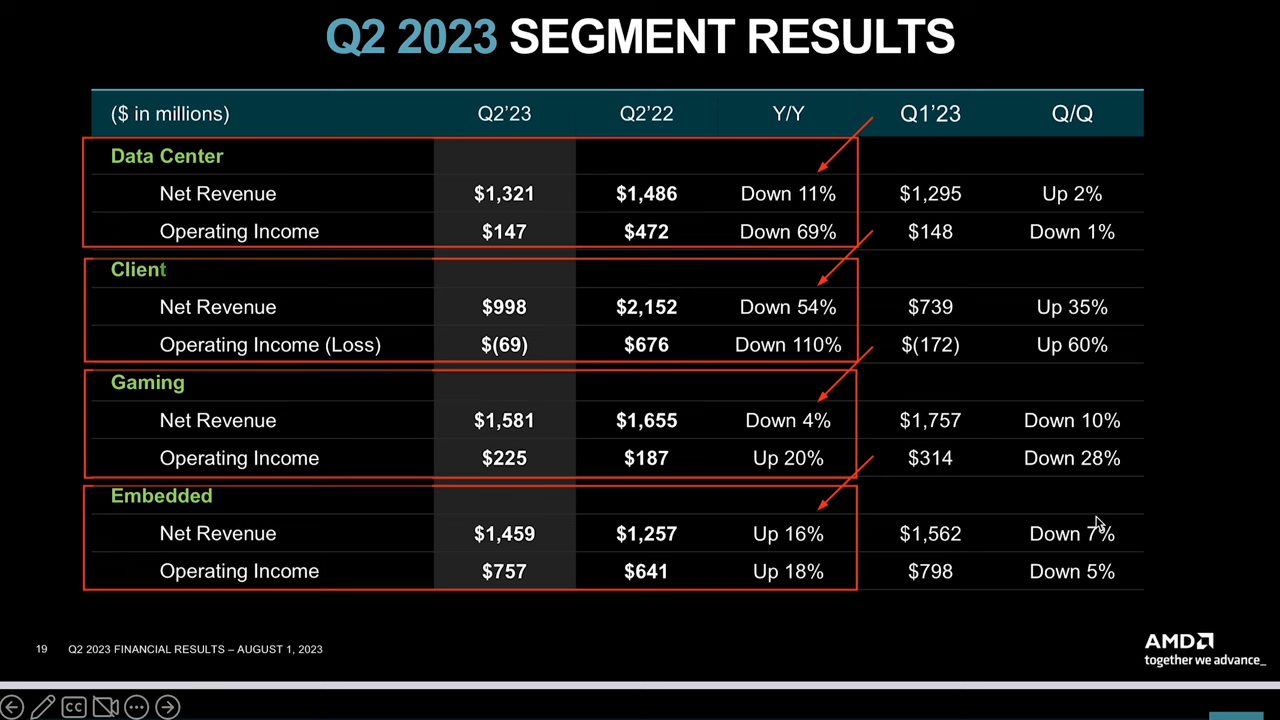 Q2 2023 SEGMENT RESULTS
($ in millions) Q2’23 Q2’22 Y/Y Q1’23 Q/Q
Data Center
Net Revenue $1,321 $1,486 Down 11% $1,295 Up 2%
Operating Income $147 $472 Down 69% $148 Down 1%
Client
Net Revenue $998 $2,152 Down 54% $739 Up 35%
Operating Income (Loss) $(69) $676 Down 110% $(172) Up 60%
Gaming
Net Revenue $1,581 $1,655 Down 4% $1,757 Down 10%
Operating Income $225 $187 Up 20% $314 Down 28%
Embedded
Net Revenue $1,459 $1,257 Up 16% $1,562 Down 7%
Operating Income $757 $641 Up 18% $798 Down 5%
19 Q2 2023 FINANCIAL RESULTS – AUGUST 1, 2023
AMD
together we advance_
CC